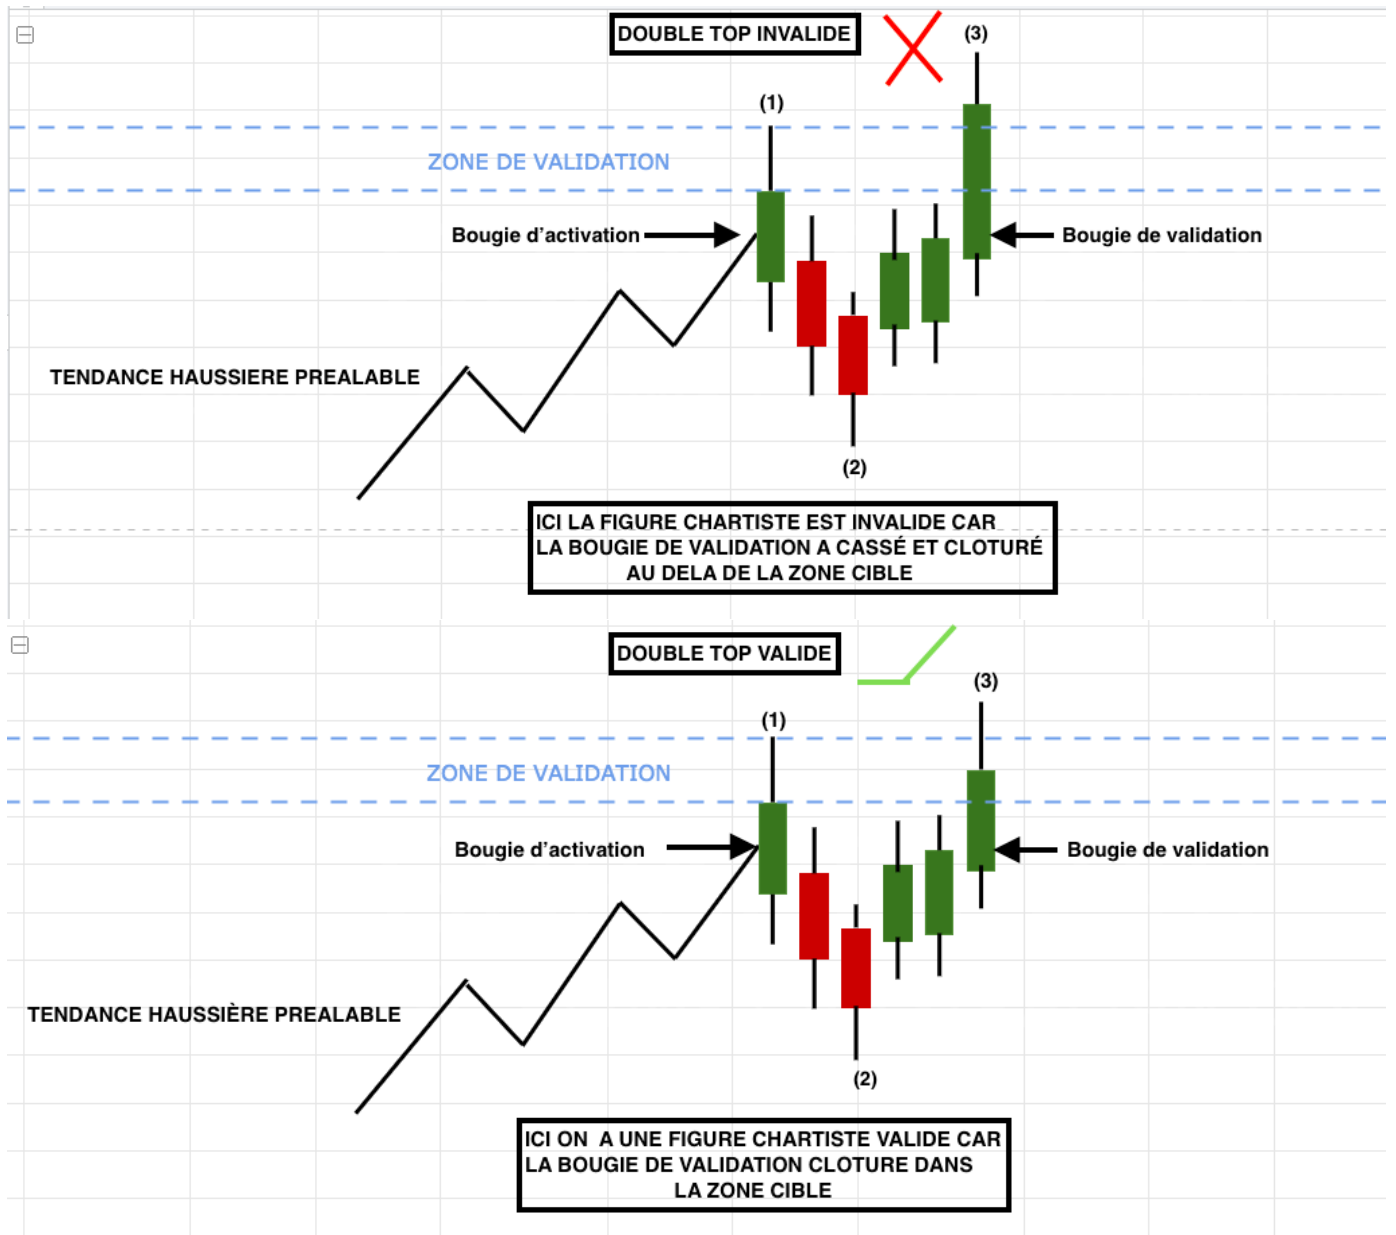 DOUBLE TOP INVALIDE
(3)
(1)
ZONE DE VALIDATION
Bougie d'activation
Bougie de validation
TENDANCE HAUSSIERE PREALABLE
(2)
ICI LA FIGURE CHARTISTE EST INVALIDE CAR
LA BOUGIE DE VALIDATION A CASSÉ ET CLOTURÉ
AU DELA DE LA ZONE CIBLE
DOUBLE TOP VALIDE
(3)
(1)
ZONE DE VALIDATION
Bougie d'activation
Bougie de validation
TENDANCE HAUSSIÈRE PREALABLE
(2)
ICI ON A UNE FIGURE CHARTISTE VALIDE CAR
LA BOUGIE DE VALIDATION CLOTURE DANS
LA ZONE CIBLE